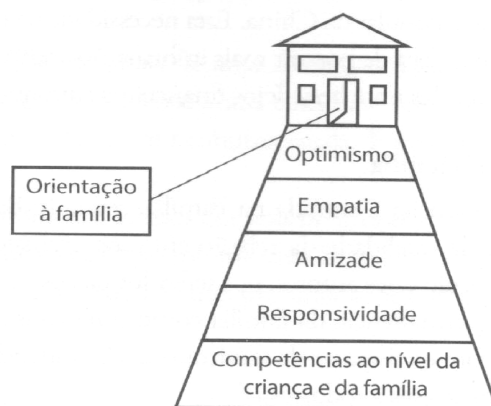 Optimismo
Orientação
à família
Empatia
Amizade
Responsividade
Competências ao nível da
criança e da família